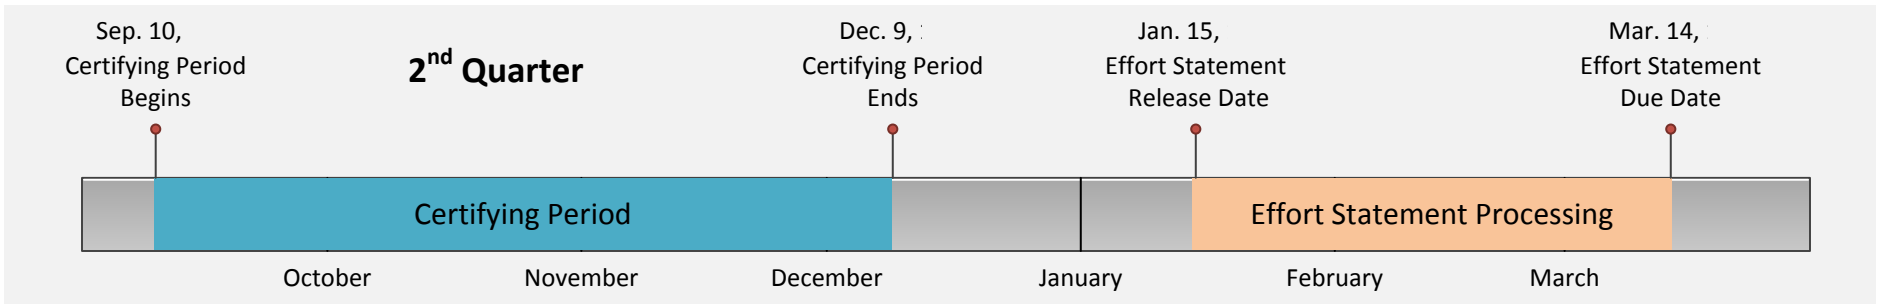 Sep. 10,
Certifying Period
Begins
2nd Quarter
Dec. 9,
Certifying Period
Ends
Jan. 15,
Effort Statement
Release Date
Mar. 14,
Effort Statement
Due Date
Certifying Period
Effort Statement Processing
October
November
December
January
February
March